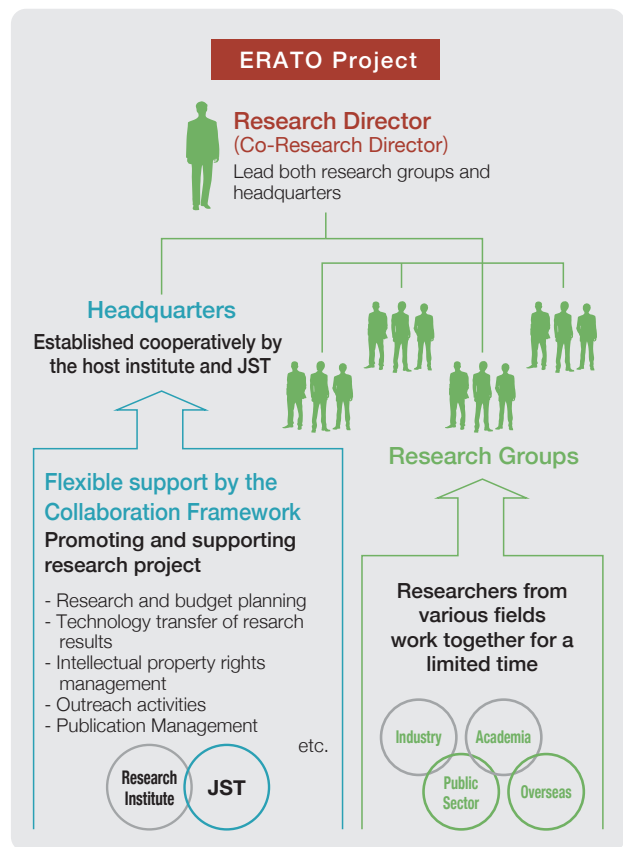 ERATO Project
Research Director
(Co-Research Director)
Lead both research groups and
headquarters
Headquarters
Established cooperatively by
the host institute and JST
Flexible support by the
Collaboration Framework
Promoting and supporting
research project
- Research and budget planning
- Technology transfer of resarch
results
- Intellectual property rights
management
- Outreach activities
- Publication Management
etc.
Research
Institute
JST
Research Groups
Researchers from
various fields
work together for a
limited time
Industry
Academia
Public
Sector
Overseas